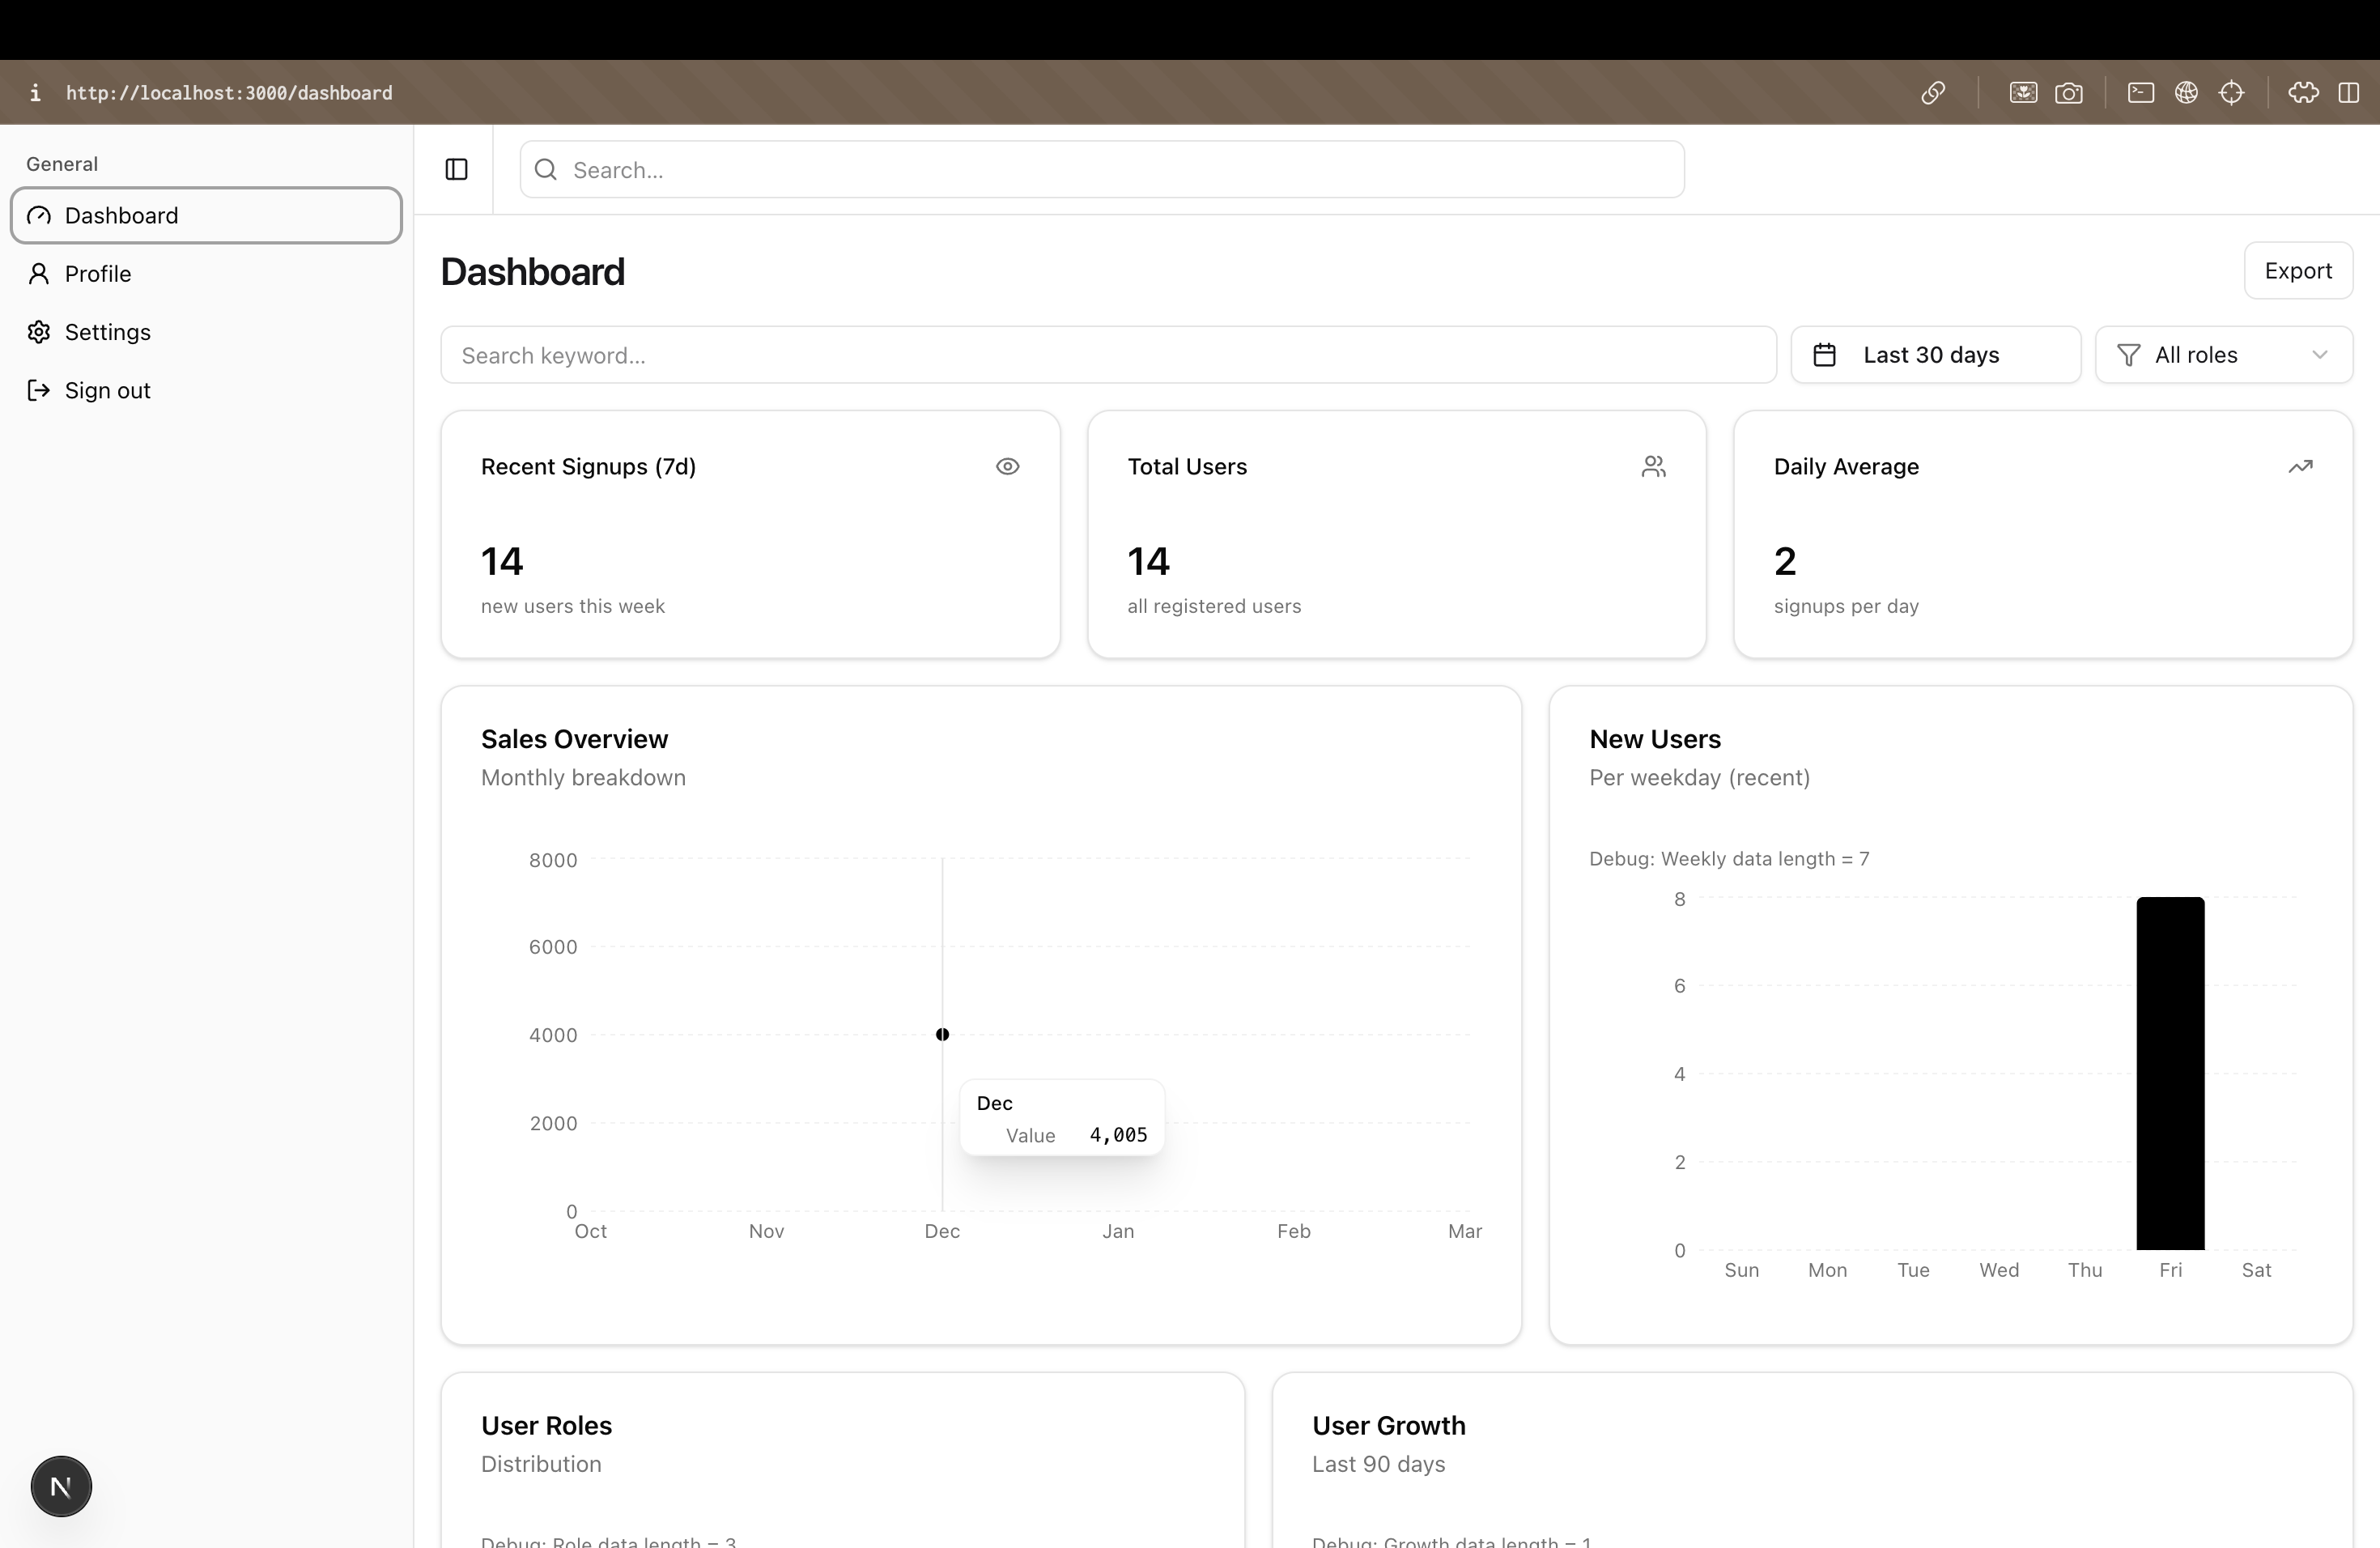 i http://localhost:3000/dashboard
General
Dashboard
Profile
Settings
Sign out
Search...
Dashboard
Export
Search keyword...
Last 30 days
All roles
Recent Signups (7d)
14
new users this week
Total Users
14
all registered users
Daily Average
2
signups per day
Sales Overview
Monthly breakdown
8000
6000
4000
2000
0
Dec
Value 4,005
Oct Nov Dec Jan Feb Mar
New Users
Per weekday (recent)
Debug: Weekly data length = 7
8
6
4
2
0
Sun Mon Tue Wed Thu Fri Sat
User Roles
Distribution
Debug: Role data length = 3
User Growth
Last 90 days
Debug: Growth data length = 1
N